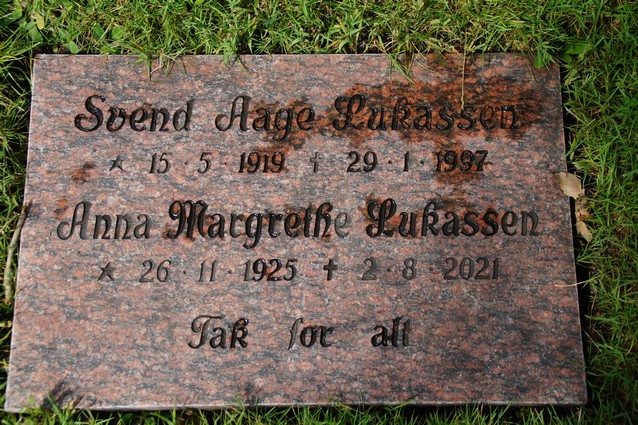 Svend Aage Lukassen
★ 15 · 5 · 1919 ✝ 29 · 1 · 1997
Anna Margrethe Lukassen
★ 26 · 11 · 1925 ✝ 2 · 8 · 2021
Tak for alt